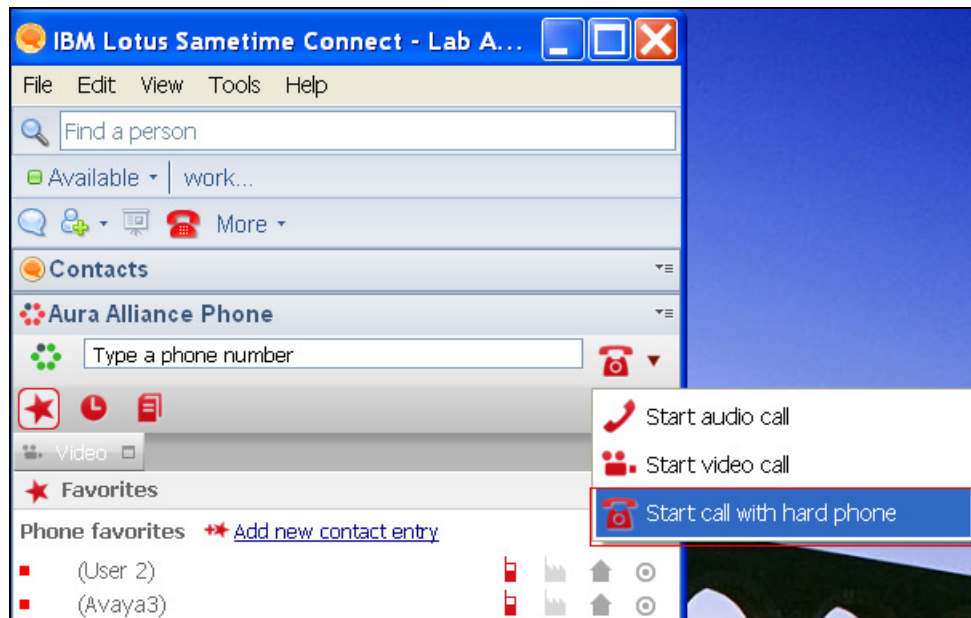 IBM Lotus Sametime Connect - Lab A...
File Edit View Tools Help
Find a person
Available work...
More
Contacts
Aura Alliance Phone
Type a phone number
Start audio call
Video
Start video call
Favorites
Start call with hard phone
Phone favorites Add new contact entry
(User 2)
(Avaya3)